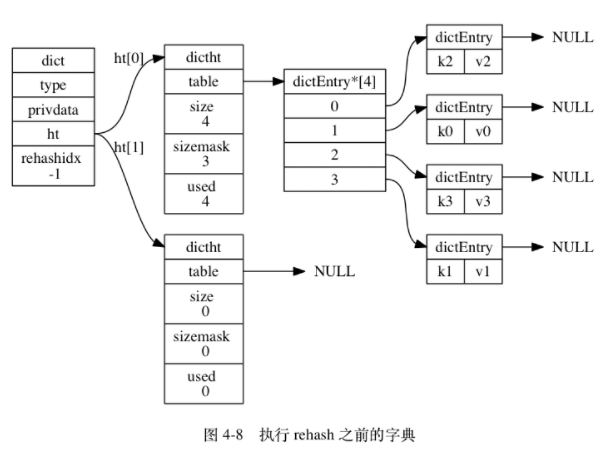 dict
type
privdata
ht
rehashidx
-1
ht[0]
ht[1]
dictht
table
size
4
sizemask
3
used
4
dictEntry*[4]
0
1
2
3
dictEntry
k2 v2
NULL
dictEntry
k0 v0
NULL
dictEntry
k3 v3
NULL
dictEntry
k1 v1
NULL
dictht
table
NULL
size
0
sizemask
0
used
0
图 4-8 执行 rehash 之前的字典